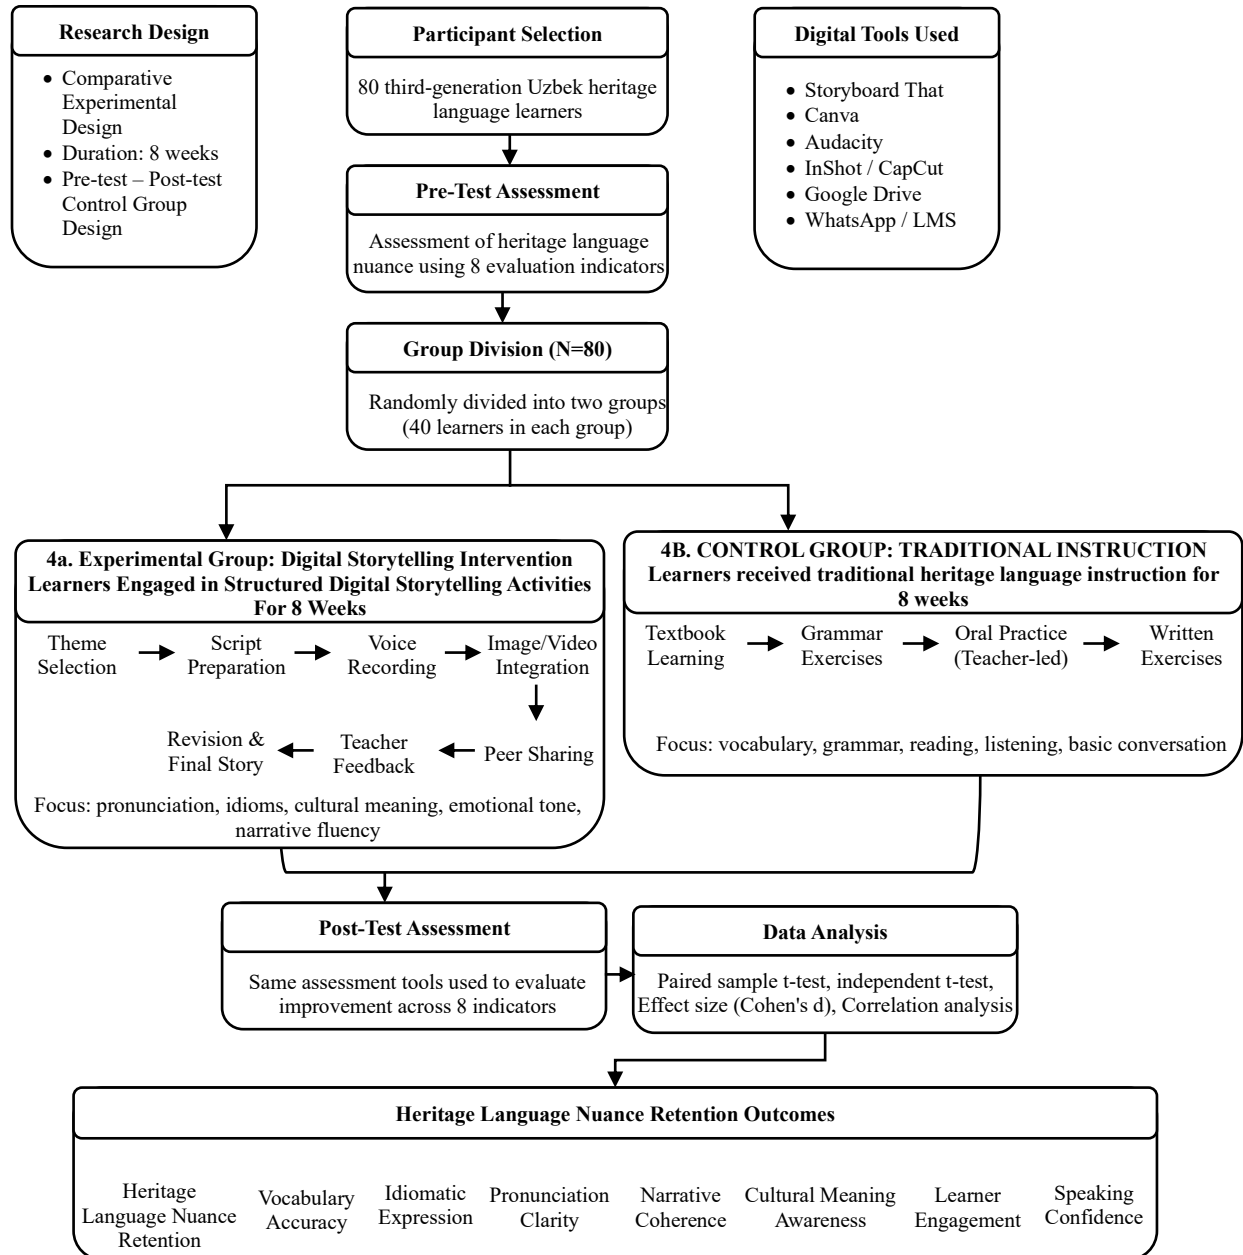 Research Design
• Comparative
Experimental
Design
• Duration: 8 weeks
• Pre-test – Post-test
Control Group
Design
Participant Selection
80 third-generation Uzbek heritage
language learners
Digital Tools Used
• Storyboard That
• Canva
• Audacity
• InShot / CapCut
• Google Drive
• WhatsApp / LMS
Pre-Test Assessment
Assessment of heritage language
nuance using 8 evaluation indicators
Group Division (N=80)
Randomly divided into two groups
(40 learners in each group)
4a. Experimental Group: Digital Storytelling Intervention
Learners Engaged in Structured Digital Storytelling Activities
For 8 Weeks
Theme
Selection
Script
Preparation
Voice
Recording
Image/Video
Integration
Peer Sharing
Teacher
Feedback
Revision &
Final Story
Focus: pronunciation, idioms, cultural meaning, emotional tone,
narrative fluency
4B. CONTROL GROUP: TRADITIONAL INSTRUCTION
Learners received traditional heritage language instruction for
8 weeks
Textbook
Learning
Grammar
Exercises
Oral Practice
(Teacher-led)
Written
Exercises
Focus: vocabulary, grammar, reading, listening, basic conversation
Post-Test Assessment
Same assessment tools used to evaluate
improvement across 8 indicators
Data Analysis
Paired sample t-test, independent t-test,
Effect size (Cohen's d), Correlation analysis
Heritage Language Nuance Retention Outcomes
Heritage
Language Nuance
Retention
Vocabulary
Accuracy
Idiomatic
Expression
Pronunciation
Clarity
Narrative
Coherence
Cultural Meaning
Awareness
Learner
Engagement
Speaking
Confidence